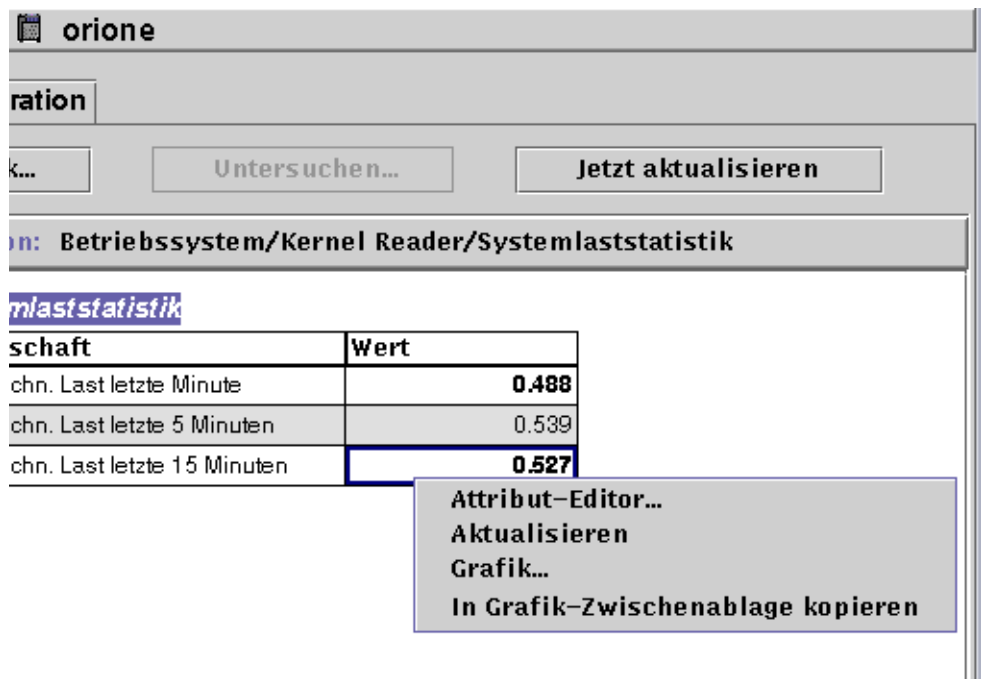 orione
ration
k... Untersuchen... Jetzt aktualisieren
on: Betriebssystem/Kernel Reader/Systemlaststatistik
mlaststatistik
schaft Wert
chn. Last letzte Minute 0.488
chn. Last letzte 5 Minuten 0.539
chn. Last letzte 15 Minuten 0.527
Attribut-Editor...
Aktualisieren
Grafik...
In Grafik-Zwischenablage kopieren